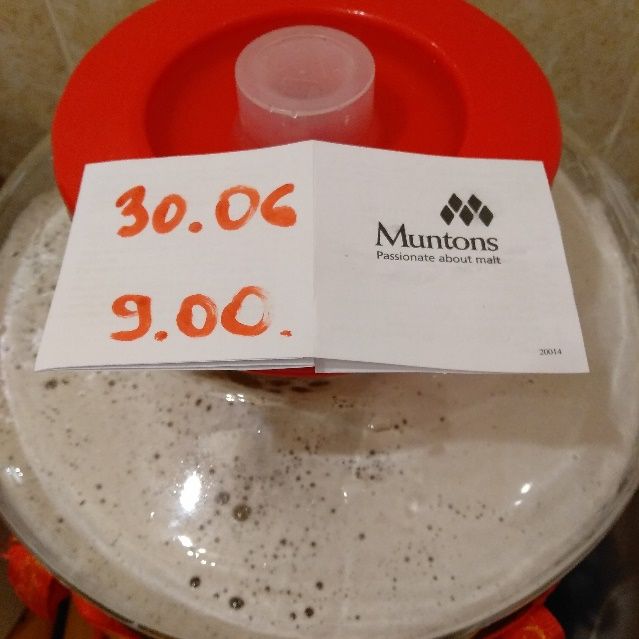 30.06
9.00.
Muntons
Passionate about malt
20014